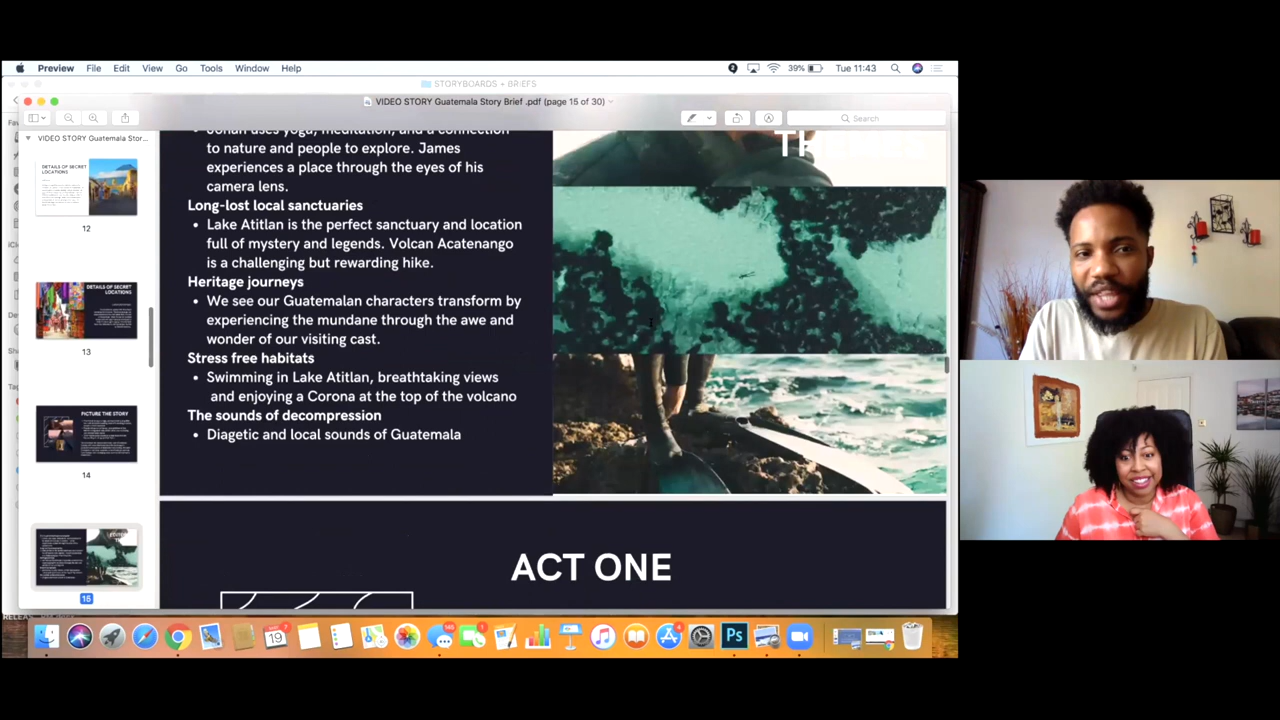 Preview File Edit View Go Tools Window Help
39% Tue 11:43
STORYBOARDS + BRIEFS
VIDEO STORY Guatemala Story Brief .pdf (page 15 of 30)
Search
VIDEO STORY Guatemala Stor...
DETAILS OF SECRET
LOCATIONS
12
DETAILS OF SECRET
LOCATIONS
13
PICTURE THE STORY
14
15
Jonah uses yoga, meditation, and a connection
to nature and people to explore. James
experiences a place through the eyes of his
camera lens.
Long-lost local sanctuaries
• Lake Atitlan is the perfect sanctuary and location
full of mystery and legends. Volcan Acatenango
is a challenging but rewarding hike.
Heritage journeys
• We see our Guatemalan characters transform by
experiencing the mundane through the awe and
wonder of our visiting cast.
Stress free habitats
• Swimming in Lake Atitlan, breathtaking views
and enjoying a Corona at the top of the volcano
The sounds of decompression
• Diagetic and local sounds of Guatemala
ACT ONE
19
Ps